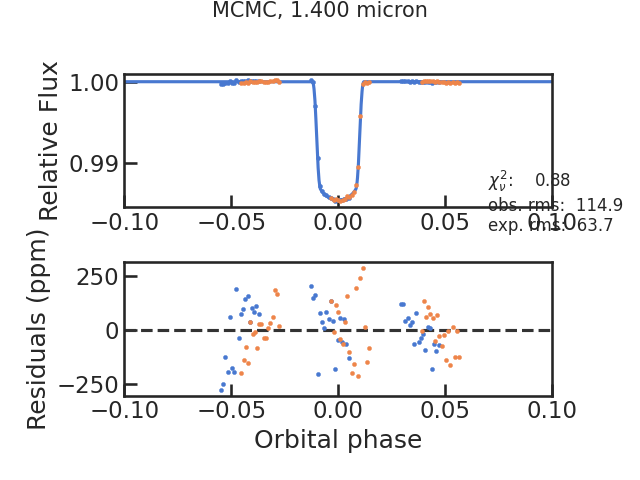 MCMC, 1.400 micron
Relative Flux
1.00
0.99
χ²ᵥ: 0.88
obs. rms: 114.9
exp. rms: 63.7
−0.10 −0.05 0.00 0.05 0.10
Residuals (ppm)
250
0
−250
−0.10 −0.05 0.00 0.05 0.10
Orbital phase